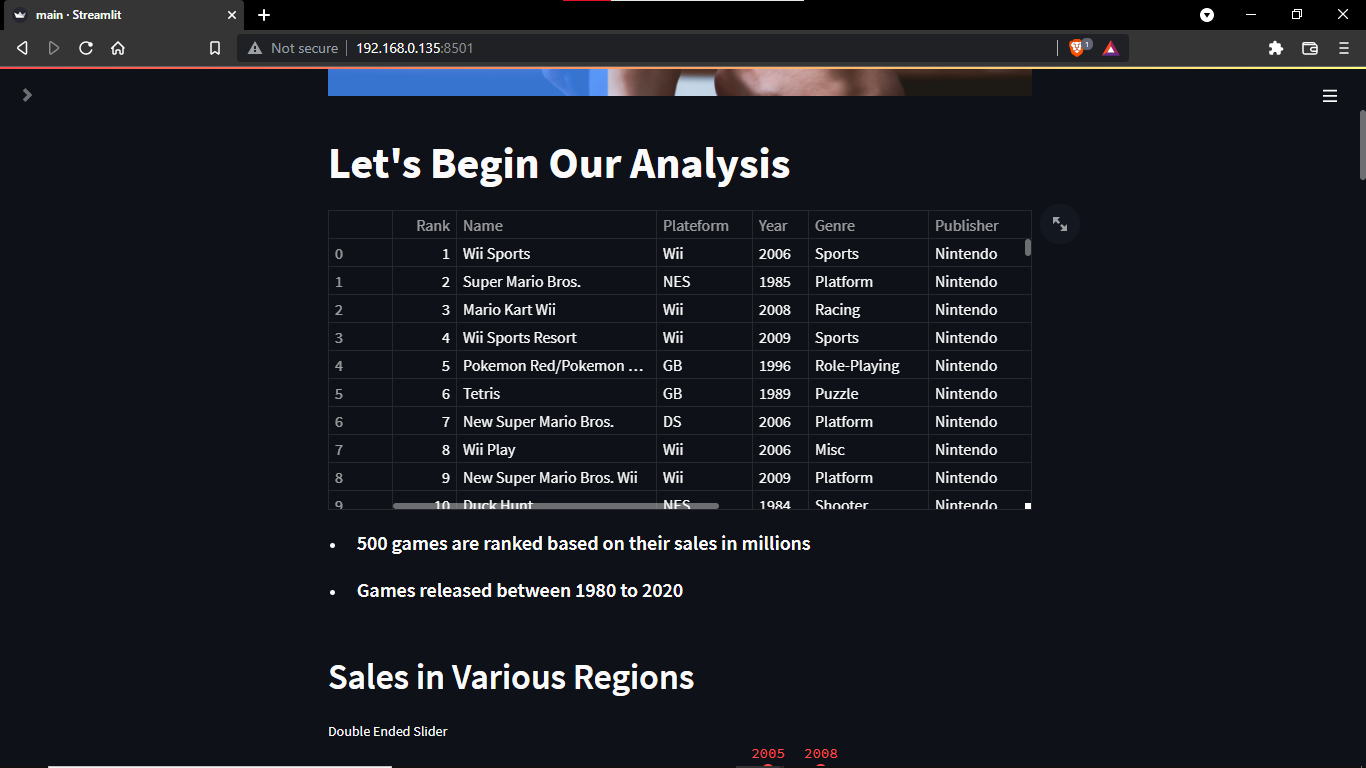 main · Streamlit
Not secure 192.168.0.135:8501
1
Let's Begin Our Analysis
Rank Name Plateform Year Genre Publisher
0 1 Wii Sports Wii 2006 Sports Nintendo
1 2 Super Mario Bros. NES 1985 Platform Nintendo
2 3 Mario Kart Wii Wii 2008 Racing Nintendo
3 4 Wii Sports Resort Wii 2009 Sports Nintendo
4 5 Pokemon Red/Pokemon ... GB 1996 Role-Playing Nintendo
5 6 Tetris GB 1989 Puzzle Nintendo
6 7 New Super Mario Bros. DS 2006 Platform Nintendo
7 8 Wii Play Wii 2006 Misc Nintendo
8 9 New Super Mario Bros. Wii Wii 2009 Platform Nintendo
9 10 Duck Hunt NES 1984 Shooter Nintendo
• 500 games are ranked based on their sales in millions
• Games released between 1980 to 2020
Sales in Various Regions
Double Ended Slider
2005 2008